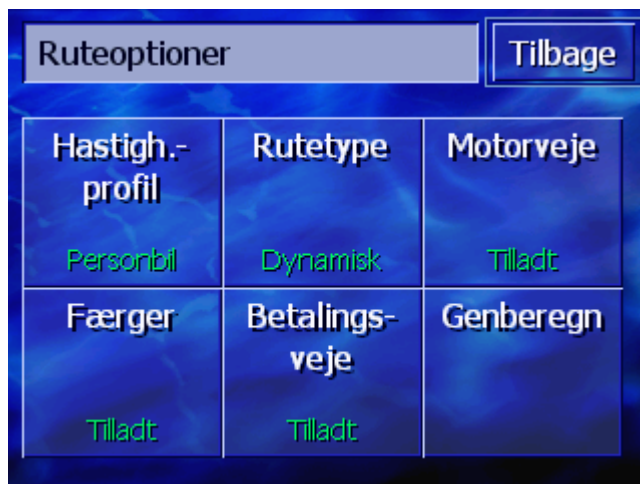 Ruteoptioner
Tilbage
Hastigh.-
profil
Personbil
Rutetype
Dynamisk
Motorveje
Tilladt
Færger
Tilladt
Betalings-
veje
Tilladt
Genberegn